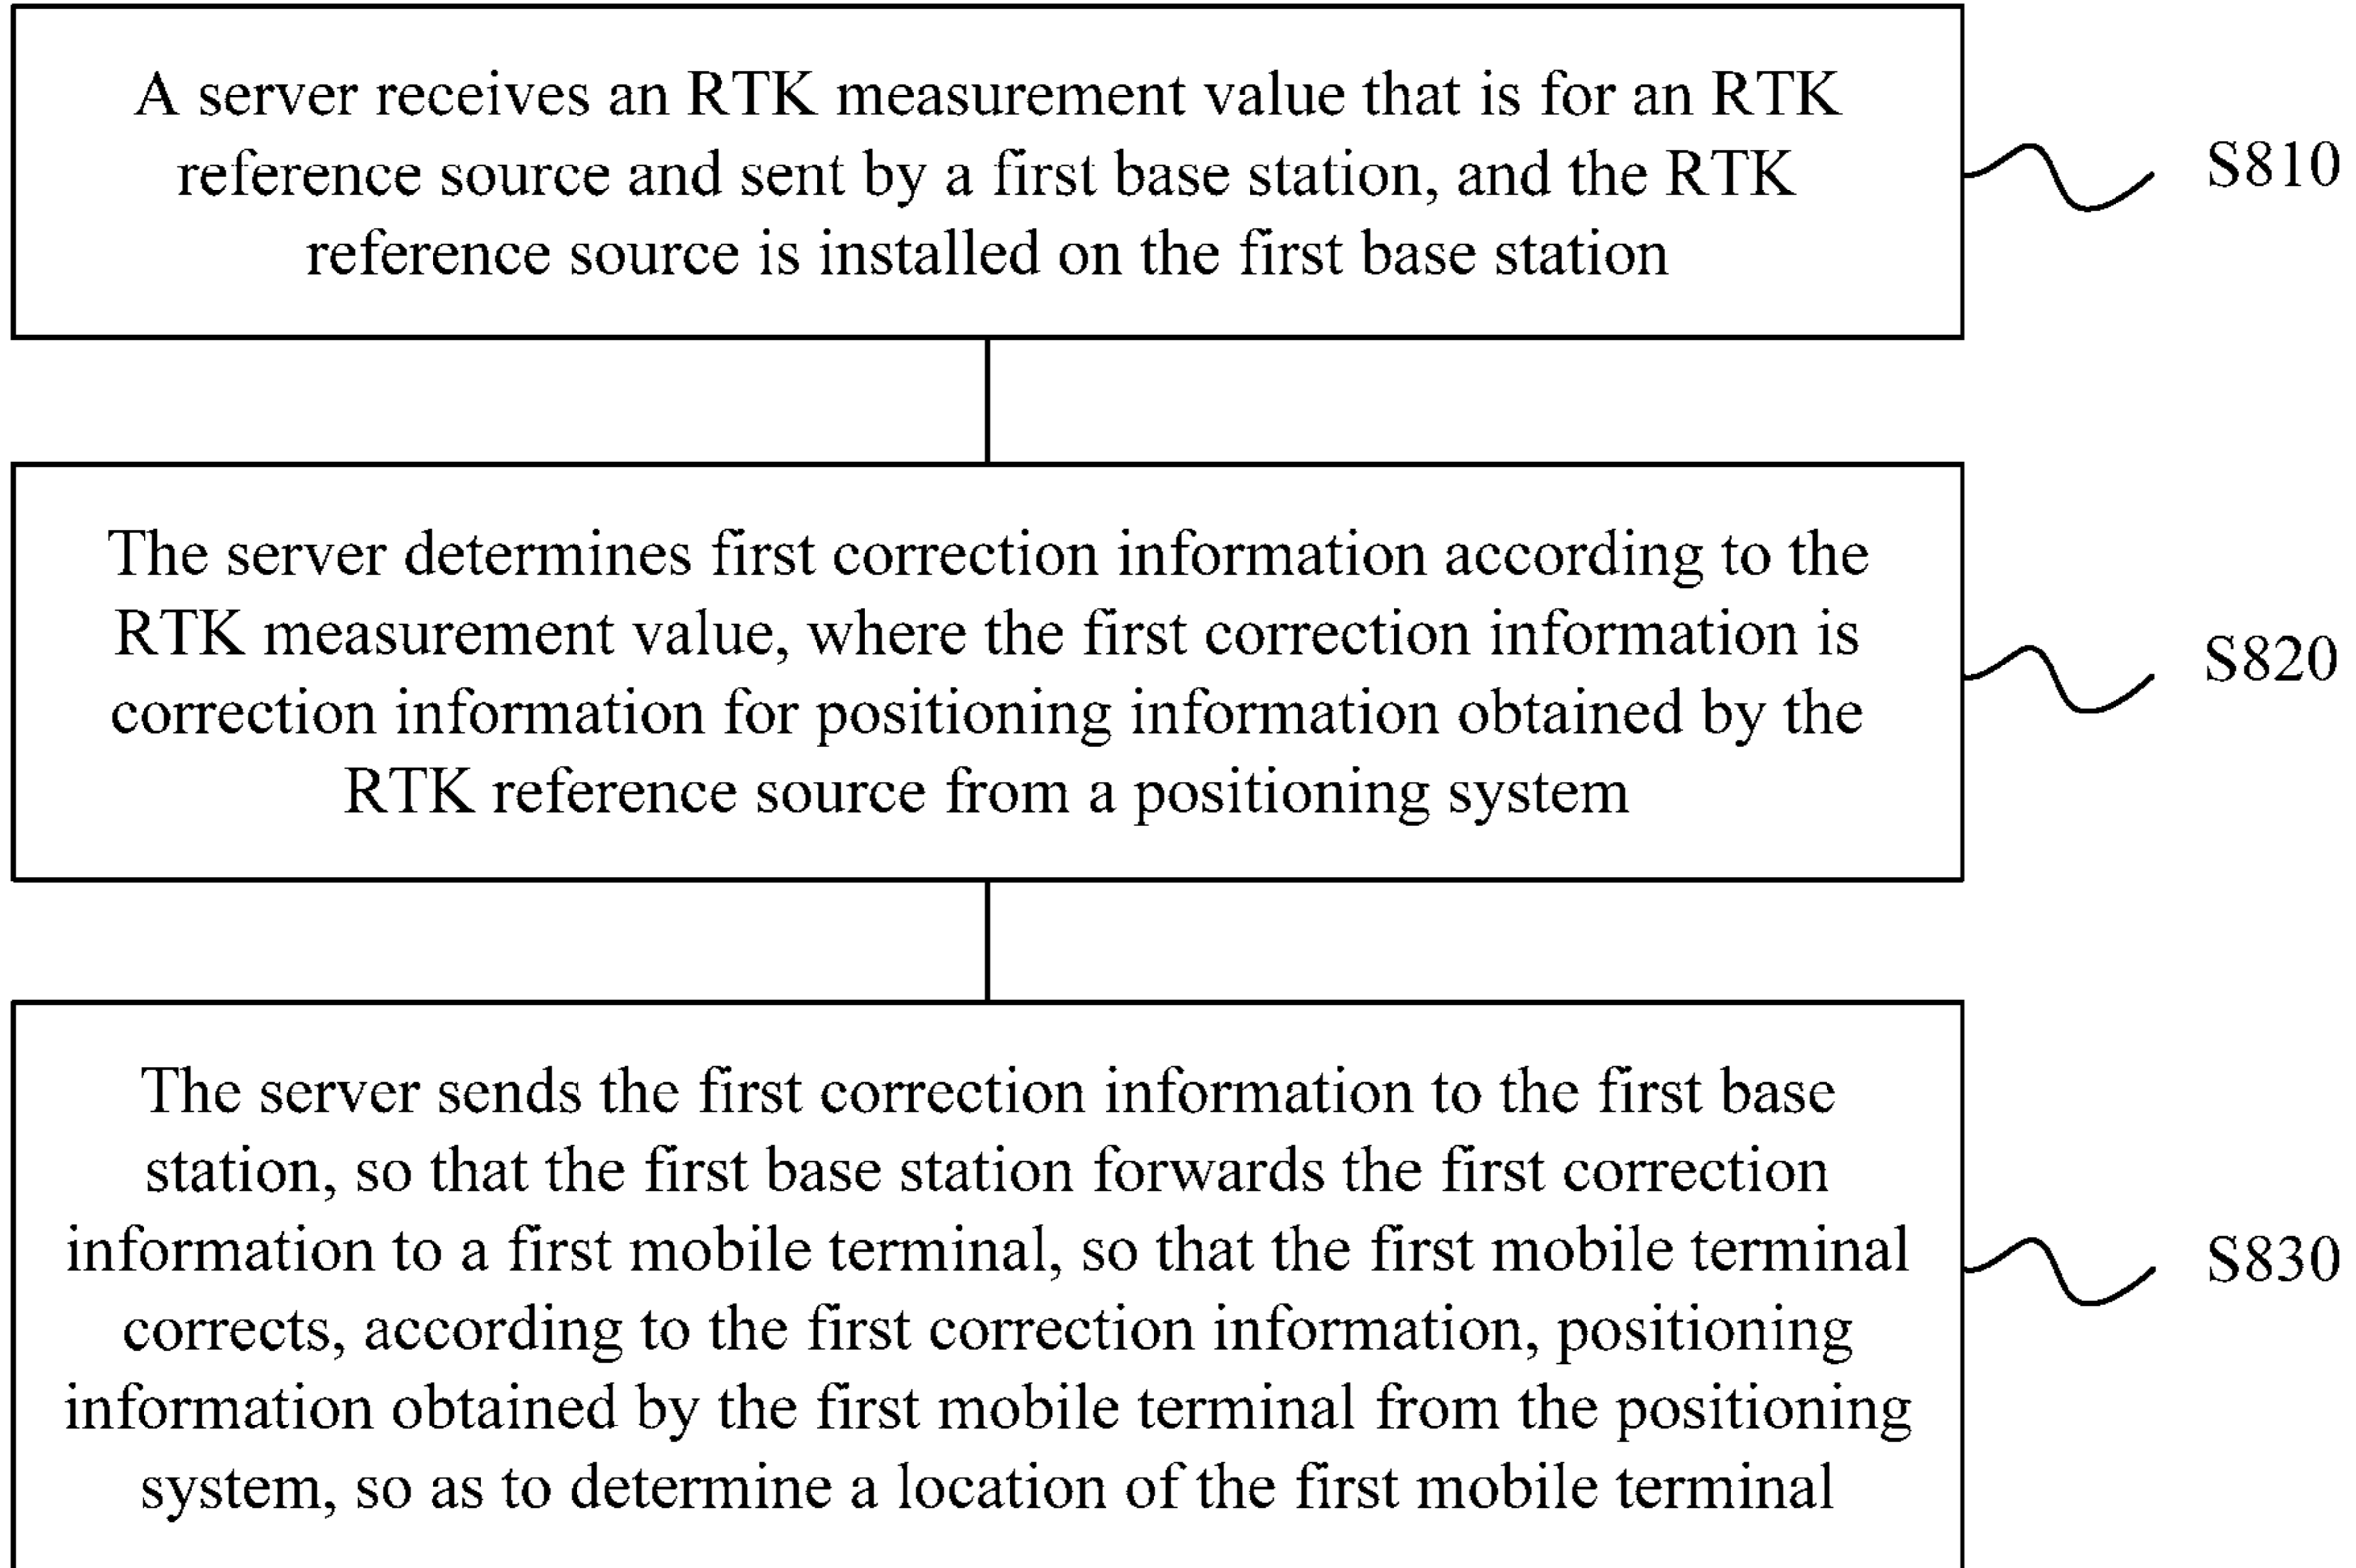 A server receives an RTK measurement value that is for an RTK
reference source and sent by a first base station, and the RTK
reference source is installed on the first base station
S810
The server determines first correction information according to the
RTK measurement value, where the first correction information is
correction information for positioning information obtained by the
RTK reference source from a positioning system
S820
The server sends the first correction information to the first base
station, so that the first base station forwards the first correction
information to a first mobile terminal, so that the first mobile terminal
corrects, according to the first correction information, positioning
information obtained by the first mobile terminal from the positioning
system, so as to determine a location of the first mobile terminal
S830